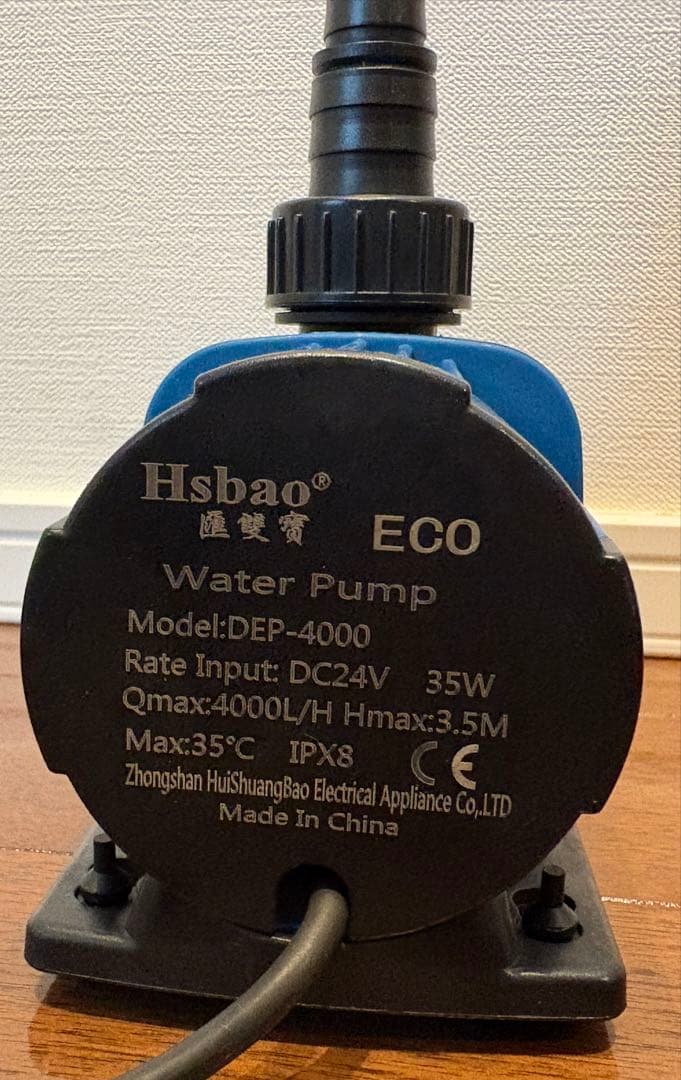 Hsbao®
滙雙寶 ECO
Water Pump
Model:DEP-4000
Rate Input: DC24V 35W
Qmax:4000L/H Hmax:3.5M
Max:35℃ IPX8 CE
Zhongshan HuiShuangBao Electrical Appliance Co,.LTD
Made In China